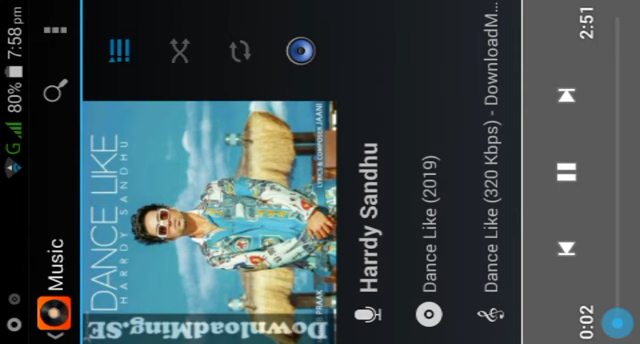 80% 7:58 pm
Music
DANCE LIKE
HARRDY SANDHU
LYRICS & COMPOSER JAANI
B PRAAK
DownloadMing.SE
Harrdy Sandhu
Dance Like (2019)
Dance Like (320 Kbps) - DownloadM...
0:02
2:51